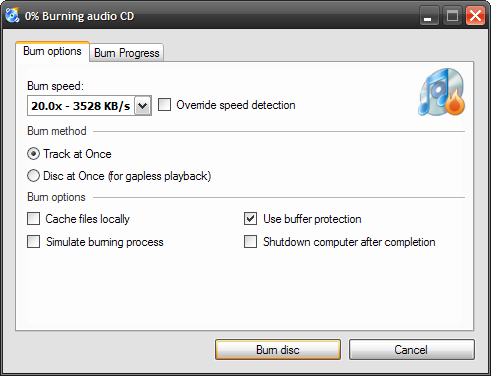 0% Burning audio CD
Burn options
Burn Progress
Burn speed:
20.0x - 3528 KB/s
Override speed detection
Burn method
Track at Once
Disc at Once (for gapless playback)
Burn options
Cache files locally
Use buffer protection
Simulate burning process
Shutdown computer after completion
Burn disc
Cancel